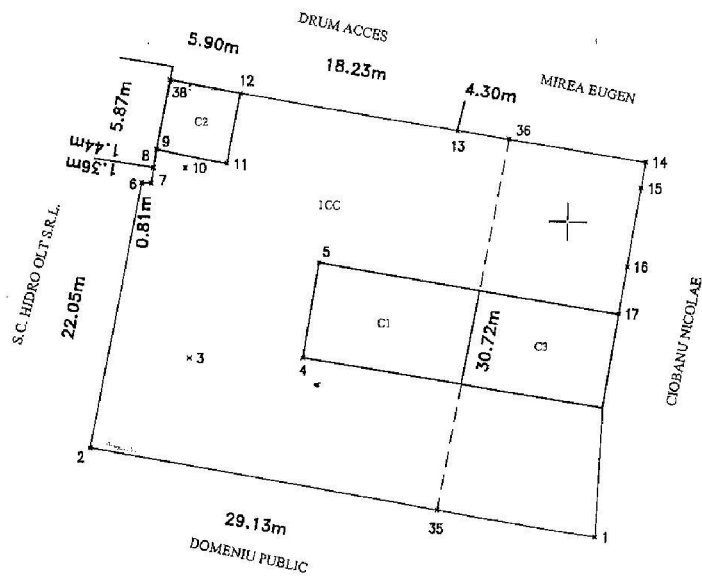 DRUM ACCES
5.90m
18.23m
4.30m
MIREA EUGEN
38'
12
13
36
14
5.87m
C2
9
1.44m
8
10
11
15
1.36m
6
7
0.81m
1CC
S.C. HIDRO OLT S.R.L.
5
16
22.05m
17
C1
30.72m
C3
CIOBANU NICOLAE
3
4
2
29.13m
35
1
DOMENIU PUBLIC